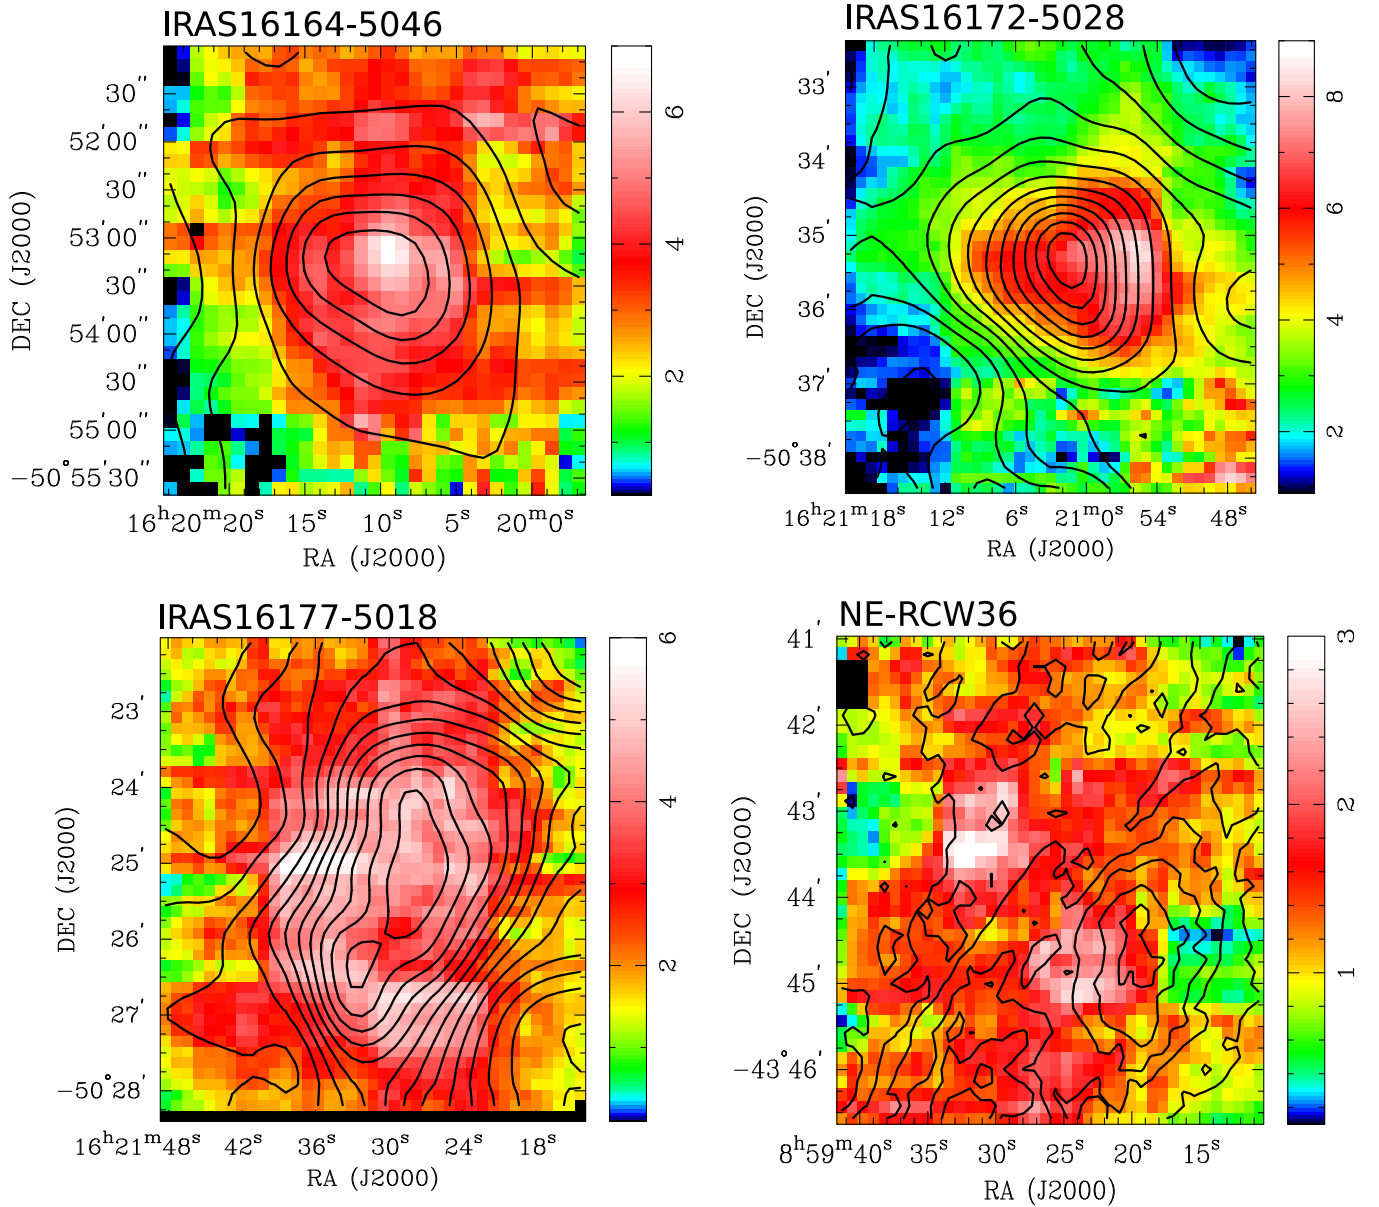 IRAS16164-5046
30″
52′00″
30″
53′00″
30″
54′00″
30″
55′00″
−50°55′30″
DEC (J2000)
16ʰ20ᵐ20ˢ 15ˢ 10ˢ 5ˢ 20ᵐ0ˢ
RA (J2000)
6
4
2
IRAS16172-5028
33′
34′
35′
36′
37′
−50°38′
DEC (J2000)
16ʰ21ᵐ18ˢ 12ˢ 6ˢ 21ᵐ0ˢ 54ˢ 48ˢ
RA (J2000)
8
6
4
2
IRAS16177-5018
23′
24′
25′
26′
27′
−50°28′
DEC (J2000)
16ʰ21ᵐ48ˢ 42ˢ 36ˢ 30ˢ 24ˢ 18ˢ
RA (J2000)
6
4
2
NE-RCW36
41′
42′
43′
44′
45′
−43°46′
DEC (J2000)
8ʰ59ᵐ40ˢ 35ˢ 30ˢ 25ˢ 20ˢ 15ˢ
RA (J2000)
3
2
1